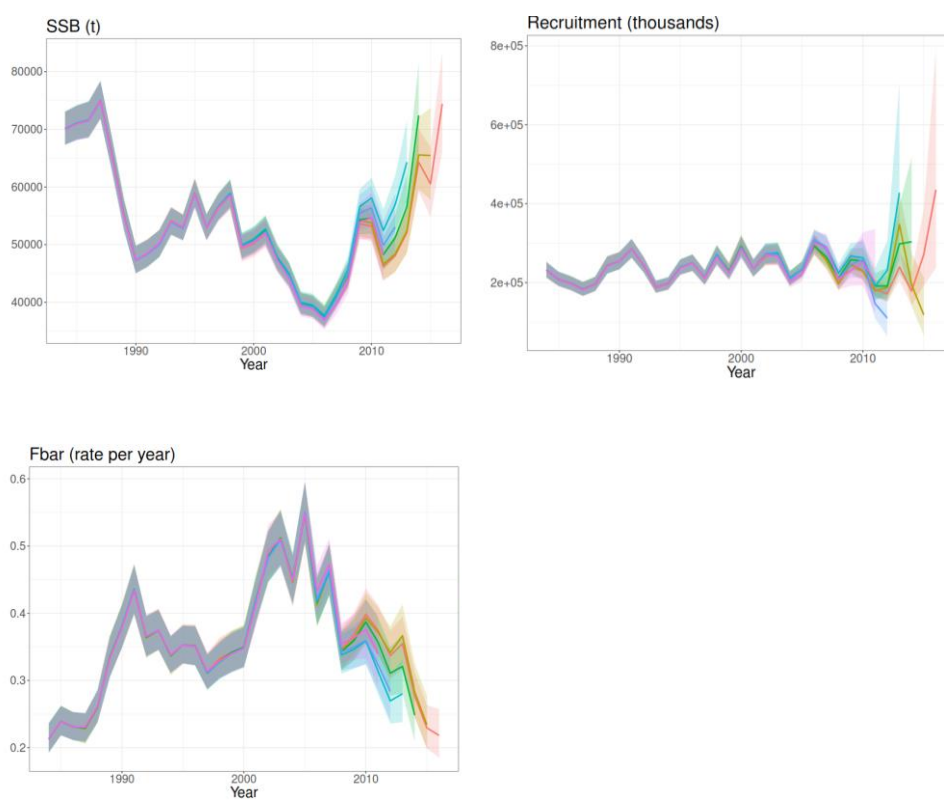 SSB (t)
80000
70000
60000
50000
40000
1990
2000
2010
Year
Recruitment (thousands)
8e+05
6e+05
4e+05
2e+05
1990
2000
2010
Year
Fbar (rate per year)
0.6
0.5
0.4
0.3
0.2
1990
2000
2010
Year